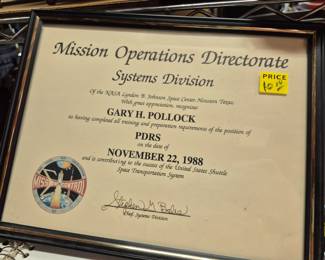 Mission Operations Directorate
Systems Division
Of the NASA Lyndon B. Johnson Space Center Houston Texas
With great appreciation, recognizes
GARY H. POLLOCK
as having completed all training and preparation requirements of the position of
PDRS
on the date of
NOVEMBER 22, 1988
and is contributing to the success of the United States Shuttle
Space Transportation System
Chief Systems Division
MISSION CONTROL
PRICE